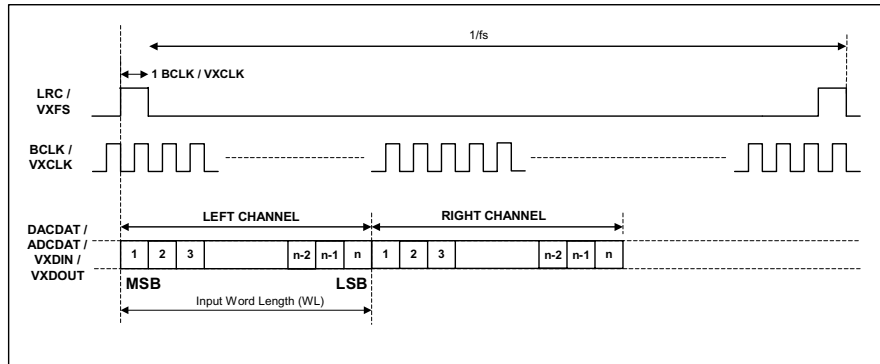 1/fs
1 BCLK / VXCLK
LRC /
VXFS
BCLK /
VXCLK
LEFT CHANNEL
RIGHT CHANNEL
DACDAT /
ADCDAT /
VXDIN /
VXDOUT
1 2 3 n-2 n-1 n 1 2 3 n-2 n-1 n
MSB
LSB
Input Word Length (WL)